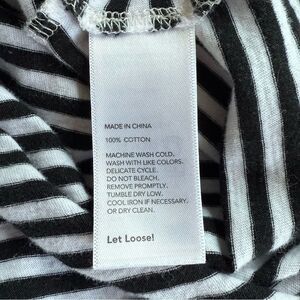 MADE IN CHINA
100% COTTON
MACHINE WASH COLD.
WASH WITH LIKE COLORS.
DELICATE CYCLE.
DO NOT BLEACH.
REMOVE PROMPTLY.
TUMBLE DRY LOW.
COOL IRON IF NECESSARY.
OR DRY CLEAN.
Let Loose!